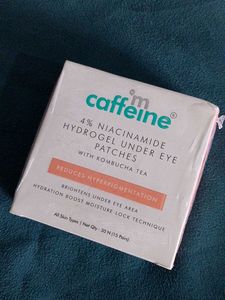 'm
caffeine®
4% NIACINAMIDE
HYDROGEL UNDER EYE
PATCHES
WITH KOMBUCHA TEA
REDUCES HYPERPIGMENTATION
BRIGHTENS UNDER EYE AREA
HYDRATION BOOST MOISTURE-LOCK TECHNIQUE
All Skin Types / Net Qty - 30 N (15 Pairs)